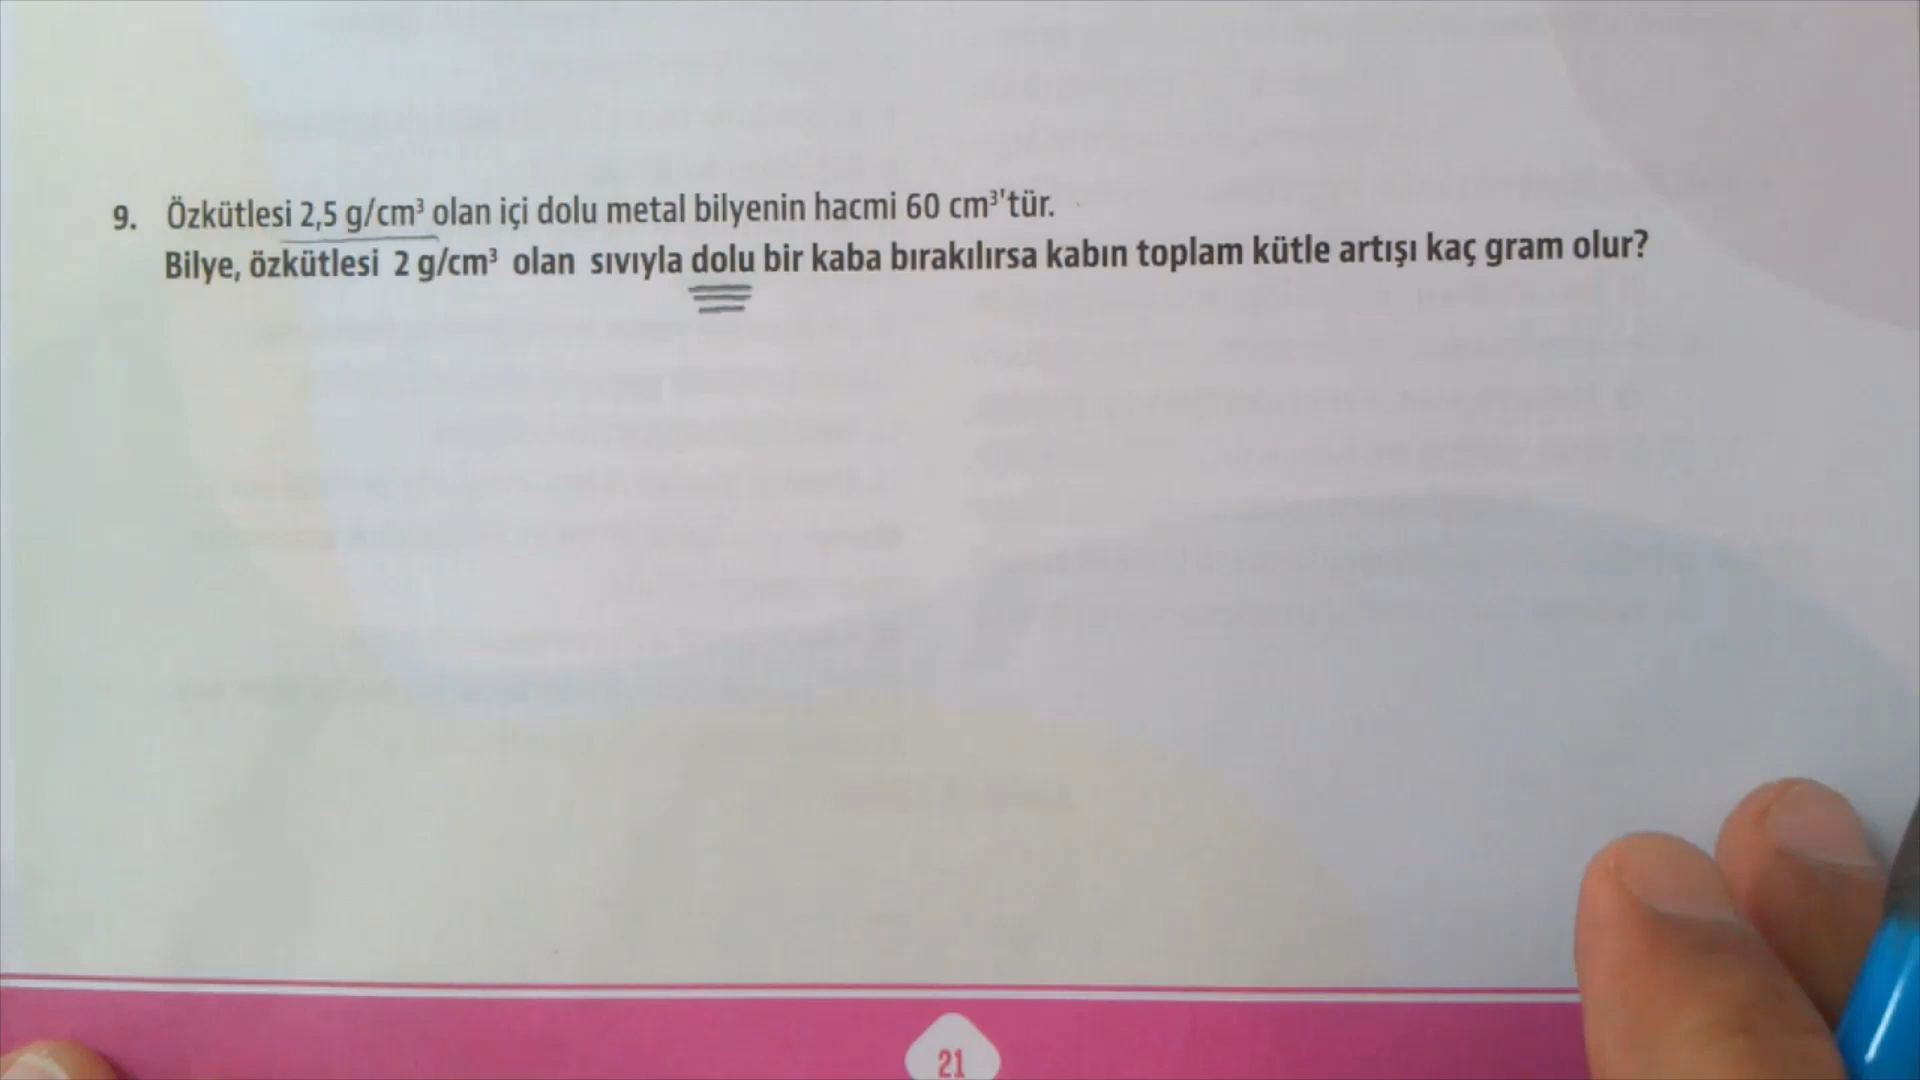 9. Özkütlesi 2,5 g/cm³ olan içi dolu metal bilyenin hacmi 60 cm³'tür.
Bilye, özkütlesi 2 g/cm³ olan sıvıyla dolu bir kaba bırakılırsa kabın toplam kütle artışı kaç gram olur?
21